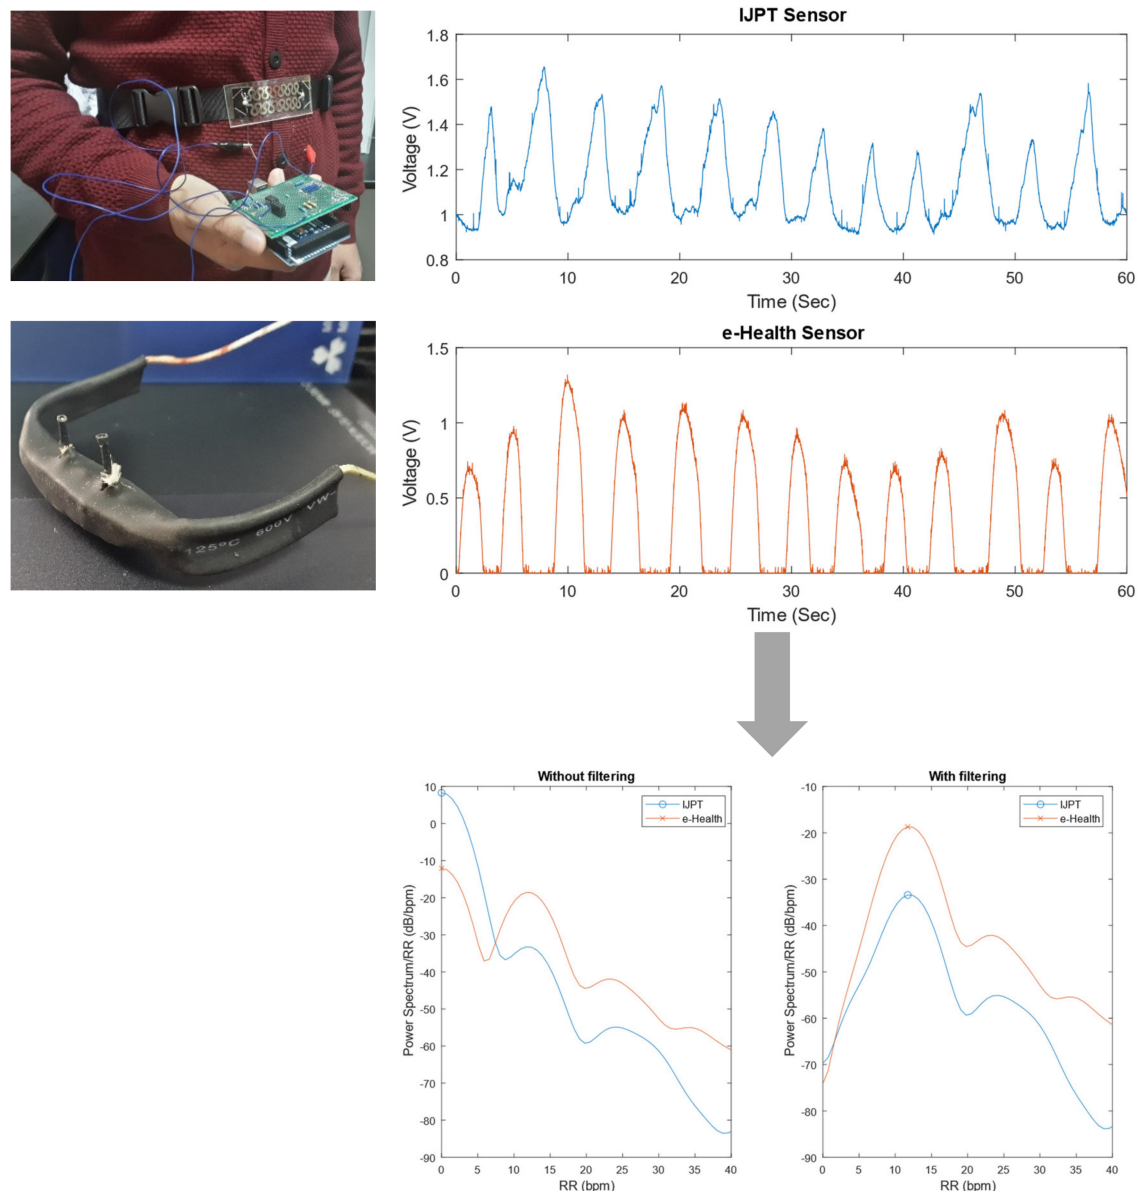 IJPT Sensor
1.8
1.6
1.4
1.2
1
0.8
Voltage (V)
0 10 20 30 40 50 60
Time (Sec)
e-Health Sensor
1.5
1
0.5
0
Voltage (V)
0 10 20 30 40 50 60
Time (Sec)
125°C 600V VW-
Without filtering
10
0
-10
-20
-30
-40
-50
-60
-70
-80
-90
Power Spectrum/RR (dB/bpm)
IJPT
e-Health
0 5 10 15 20 25 30 35 40
RR (bpm)
With filtering
-10
-20
-30
-40
-50
-60
-70
-80
-90
Power Spectrum/RR (dB/bpm)
IJPT
e-Health
0 5 10 15 20 25 30 35 40
RR (bpm)